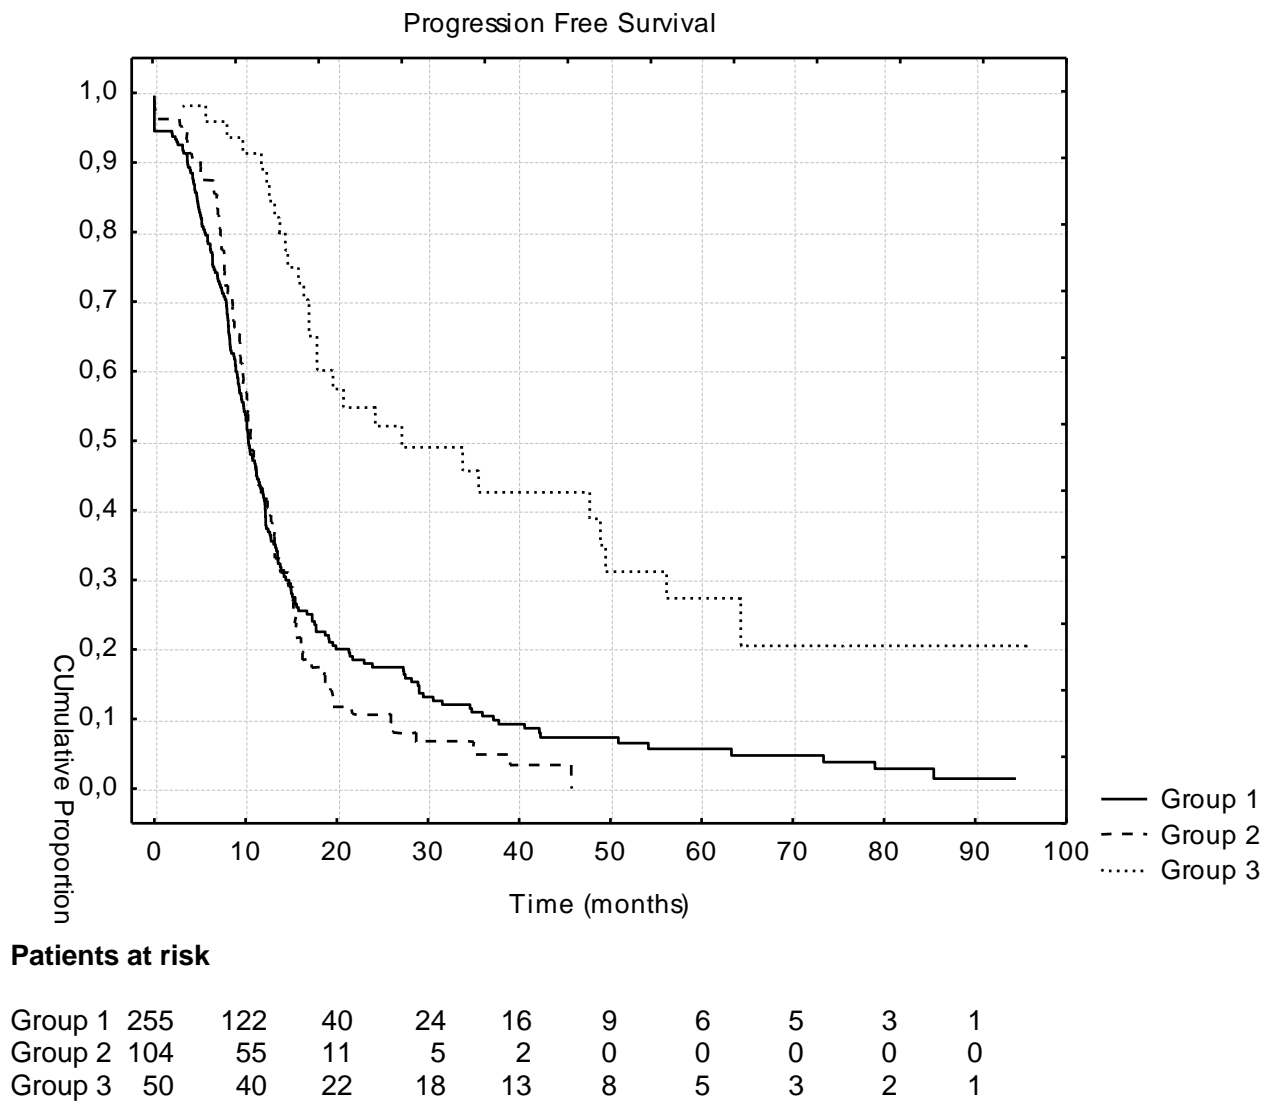 Progression Free Survival
1,0
0,9
0,8
0,7
0,6
0,5
0,4
0,3
0,2
0,1
0,0
CUmulative Proportion
0 10 20 30 40 50 60 70 80 90 100
Time (months)
Group 1
Group 2
Group 3
Patients at risk
Group 1 255 122 40 24 16 9 6 5 3 1
Group 2 104 55 11 5 2 0 0 0 0 0
Group 3 50 40 22 18 13 8 5 3 2 1